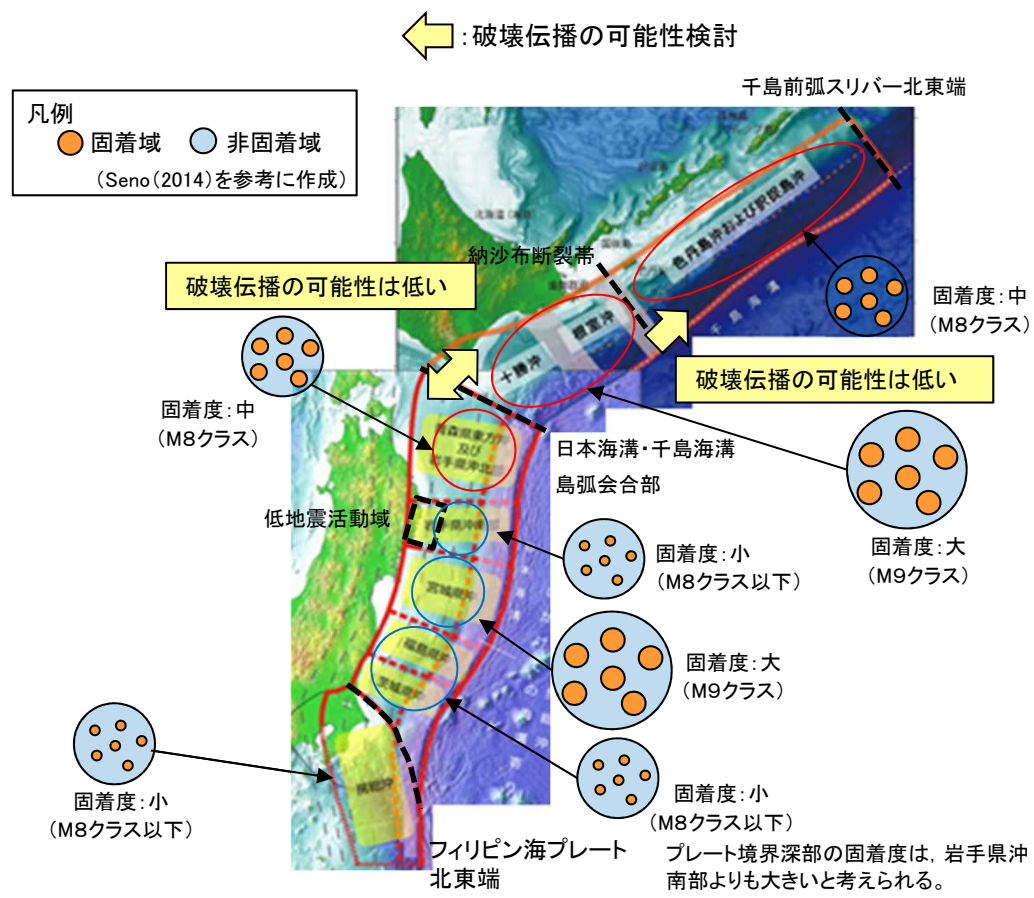 :破壊伝播の可能性検討
千島前弧スリバー北東端
凡例
固着域 非固着域
(Seno(2014)を参考に作成)
納沙布断裂帯
色丹島沖および択捉島沖
破壊伝播の可能性は低い
根室沖
十勝沖
千島海溝
固着度:中
(M8クラス)
破壊伝播の可能性は低い
固着度:中
(M8クラス)
青森県東方沖
及び
岩手県沖北部
日本海溝・千島海溝
島弧会合部
低地震活動域
岩手県沖南部
固着度:大
(M9クラス)
固着度:小
(M8クラス以下)
宮城県沖
固着度:大
(M9クラス)
福島県沖
茨城県沖
固着度:小
(M8クラス以下)
房総沖
固着度:小
(M8クラス以下)
フィリピン海プレート
北東端
プレート境界深部の固着度は, 岩手県沖
南部よりも大きいと考えられる。